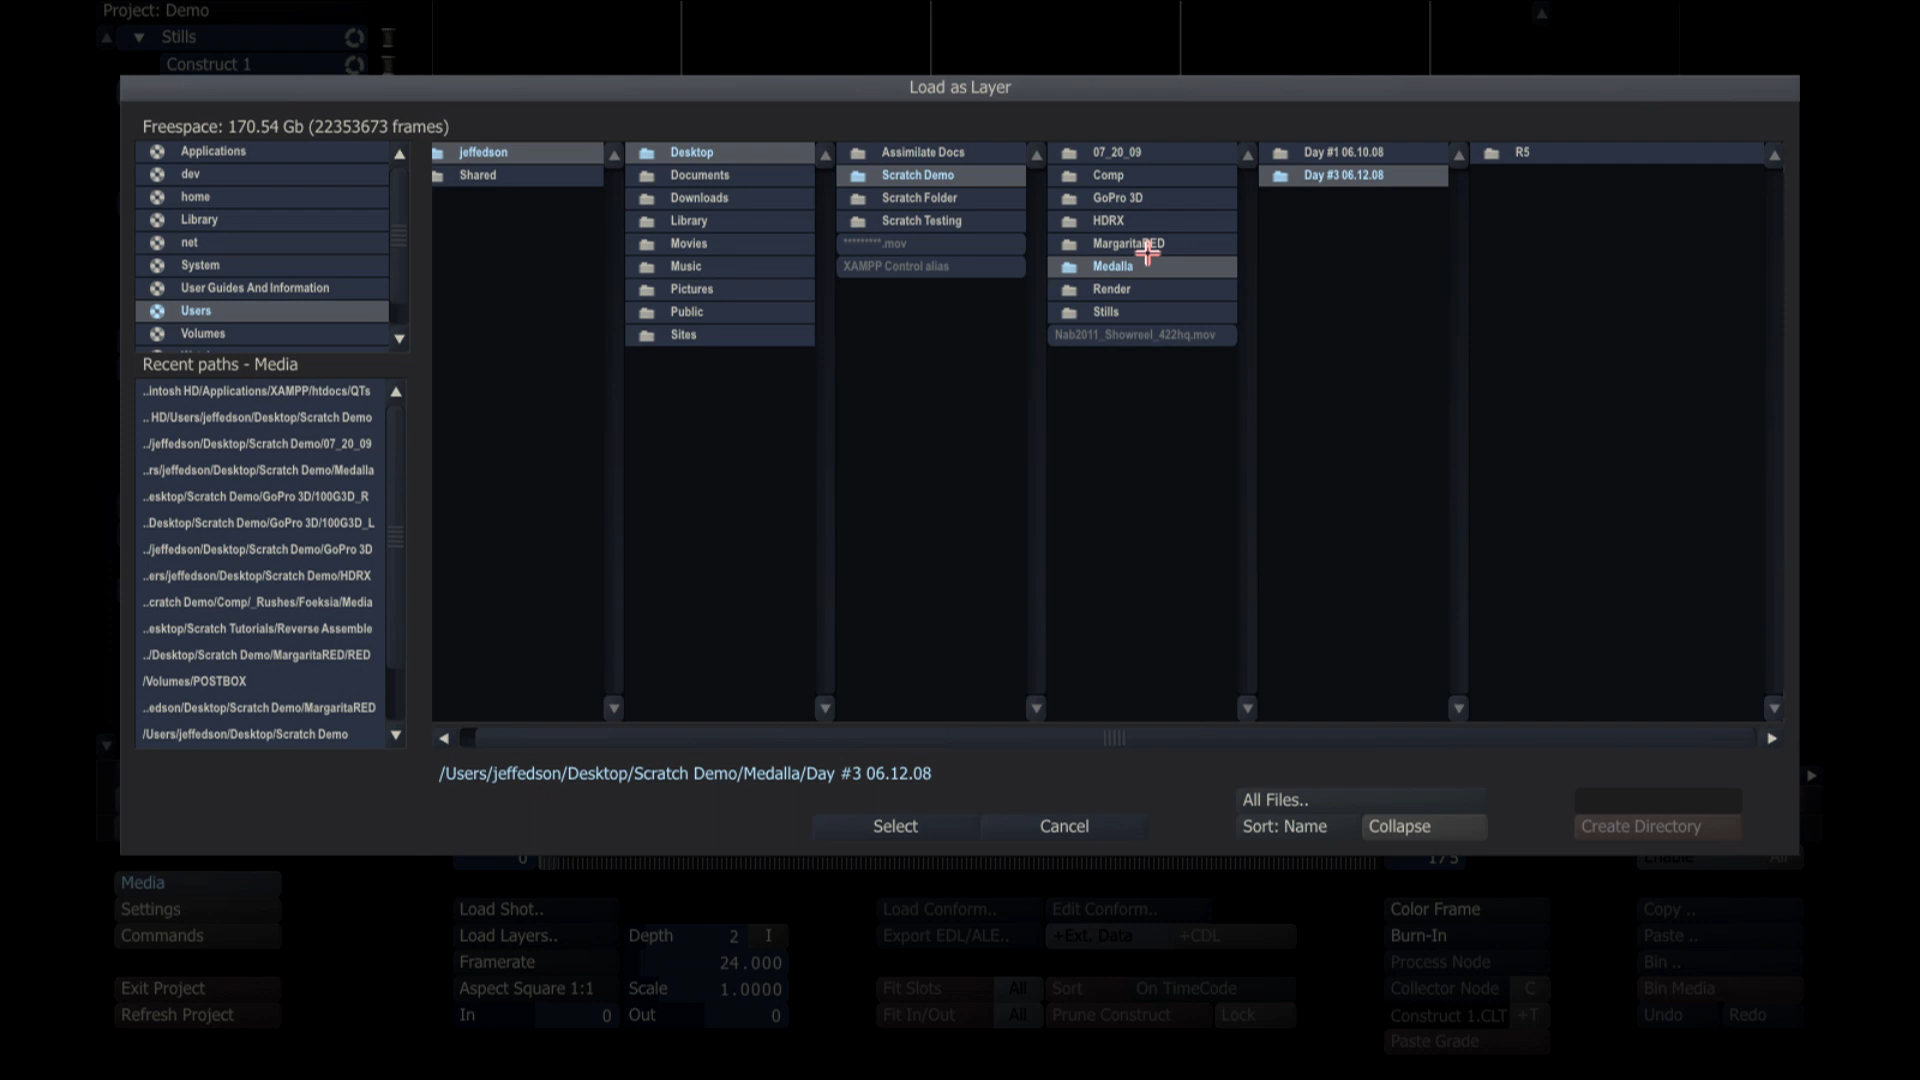 Project: Demo
Stills
Construct 1
Load as Layer
Freespace: 170.54 Gb (22353673 frames)
Applications
dev
home
Library
net
System
User Guides And Information
Users
Volumes
Recent paths - Media
..intosh HD/Applications/XAMPP/htdocs/QTs
.. HD/Users/jeffedson/Desktop/Scratch Demo
../jeffedson/Desktop/Scratch Demo/07_20_09
..rs/jeffedson/Desktop/Scratch Demo/Medalla
..esktop/Scratch Demo/GoPro 3D/100G3D_R
..Desktop/Scratch Demo/GoPro 3D/100G3D_L
../jeffedson/Desktop/Scratch Demo/GoPro 3D
..ers/jeffedson/Desktop/Scratch Demo/HDRX
..cratch Demo/Comp/_Rushes/Foeksia/Media
..esktop/Scratch Tutorials/Reverse Assemble
../Desktop/Scratch Demo/MargaritaRED/RED
/Volumes/POSTBOX
..edson/Desktop/Scratch Demo/MargaritaRED
/Users/jeffedson/Desktop/Scratch Demo
jeffedson
Shared
Desktop
Documents
Downloads
Library
Movies
Music
Pictures
Public
Sites
Assimilate Docs
Scratch Demo
Scratch Folder
Scratch Testing
*********.mov
XAMPP Control alias
07_20_09
Comp
GoPro 3D
HDRX
MargaritaRED
Medalla
Render
Stills
Nab2011_Showreel_422hq.mov
Day #1 06.10.08
Day #3 06.12.08
R5
/Users/jeffedson/Desktop/Scratch Demo/Medalla/Day #3 06.12.08
Select
Cancel
All Files..
Sort: Name
Collapse
Create Directory
0
175
Enable All
Media
Settings
Commands
Exit Project
Refresh Project
Load Shot..
Load Layers..
Depth 2 I
Framerate 24.000
Aspect Square 1:1 Scale 1.0000
In 0 Out 0
Load Conform.. Edit Conform..
Export EDL/ALE.. +Ext. Data +CDL
Fit Slots All Sort On TimeCode
Fit In/Out All Prune Construct Lock
Color Frame
Burn-In
Process Node
Collector Node C
Construct 1.CLT +T
Paste Grade
Copy ..
Paste ..
Bin ..
Bin Media
Undo Redo